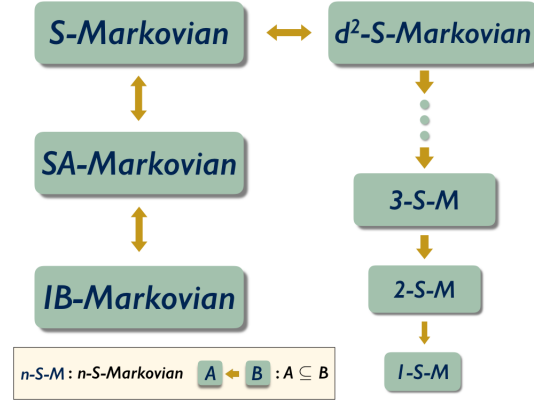 S-Markovian
d²-S-Markovian
SA-Markovian
3-S-M
IB-Markovian
2-S-M
1-S-M
n-S-M : n-S-Markovian A B : A ⊆ B